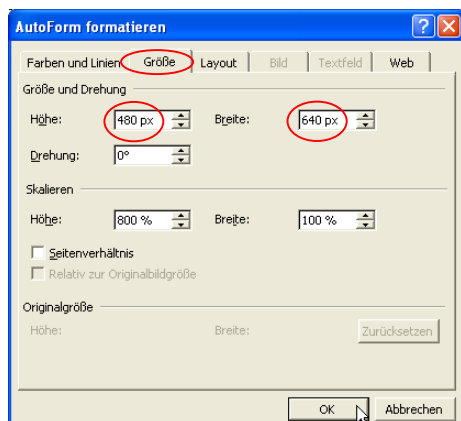 AutoForm formatieren
Farben und Linien Größe Layout Bild Textfeld Web
Größe und Drehung
Höhe: 480 px Breite: 640 px
Drehung: 0°
Skalieren
Höhe: 800 % Breite: 100 %
Seitenverhältnis
Relativ zur Originalbildgröße
Originalgröße
Höhe: Breite: Zurücksetzen
OK Abbrechen